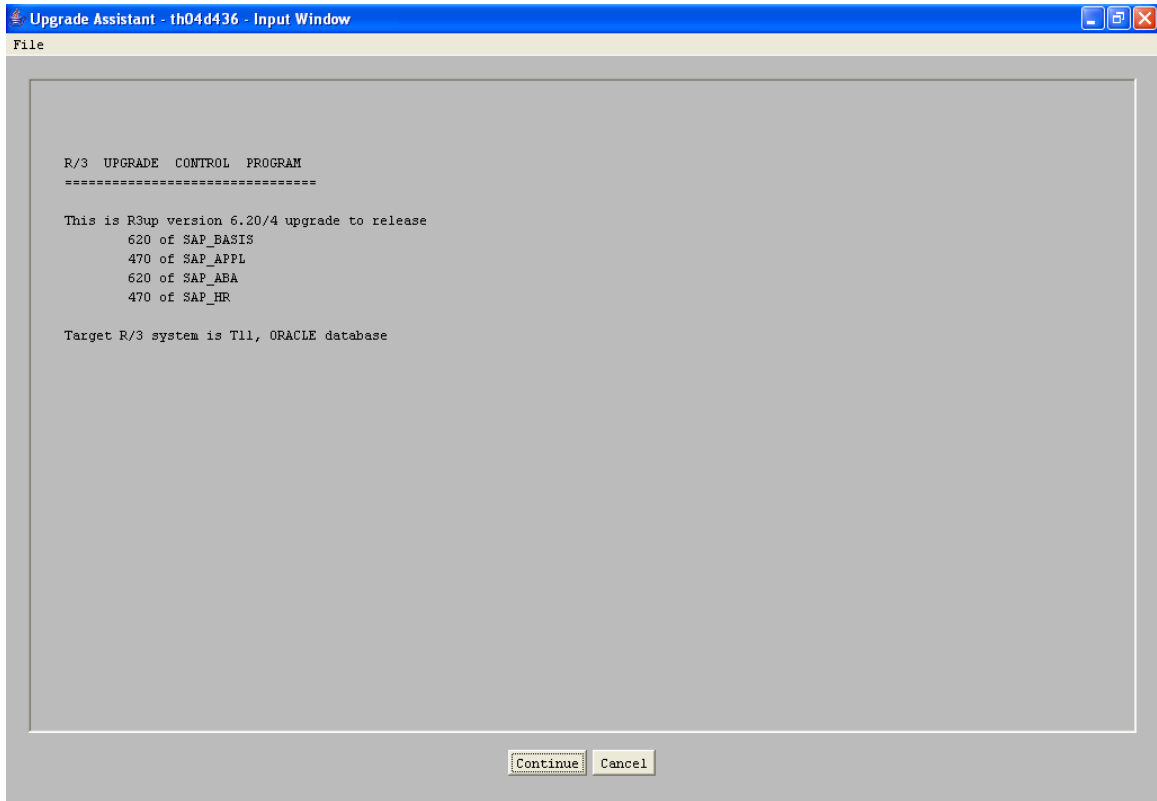 Upgrade Assistant - th04d436 - Input Window
File
R/3 UPGRADE CONTROL PROGRAM
================================
This is R3up version 6.20/4 upgrade to release
620 of SAP_BASIS
470 of SAP_APPL
620 of SAP_ABA
470 of SAP_HR
Target R/3 system is T11, ORACLE database
Continue Cancel